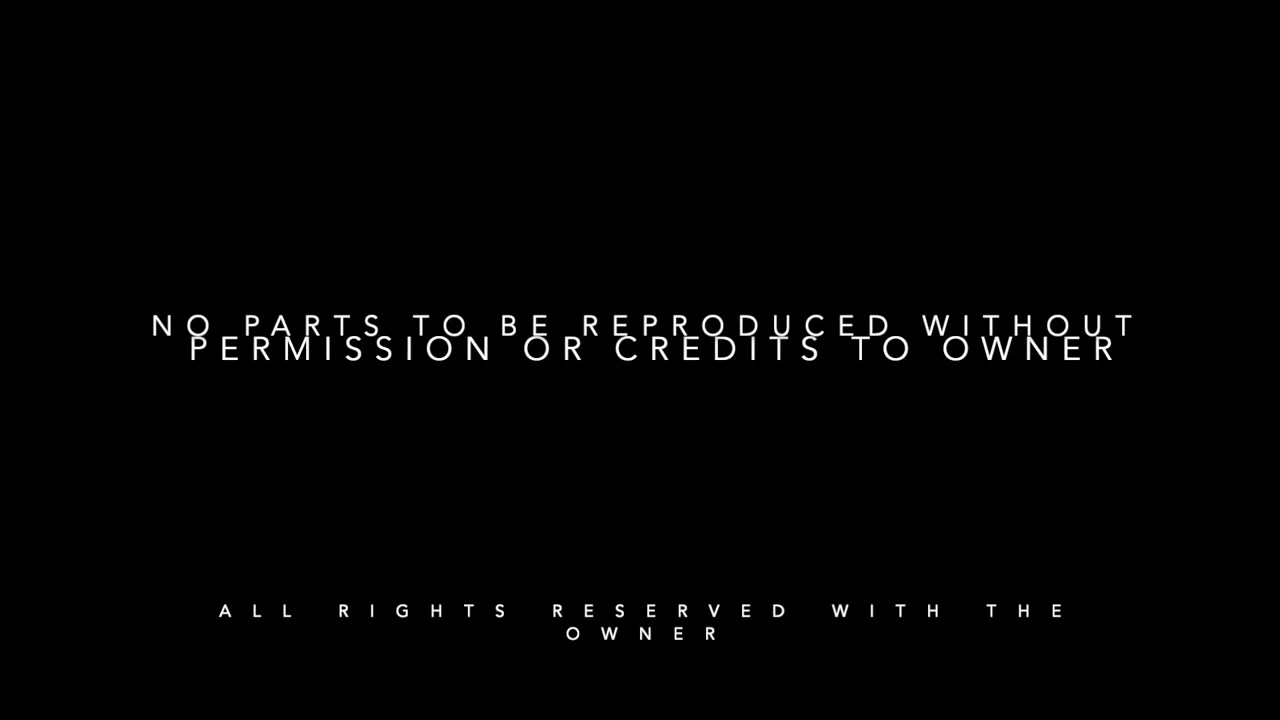 NO PARTS TO BE REPRODUCED WITHOUT
PERMISSION OR CREDITS TO OWNER
ALL RIGHTS RESERVED WITH THE
OWNER